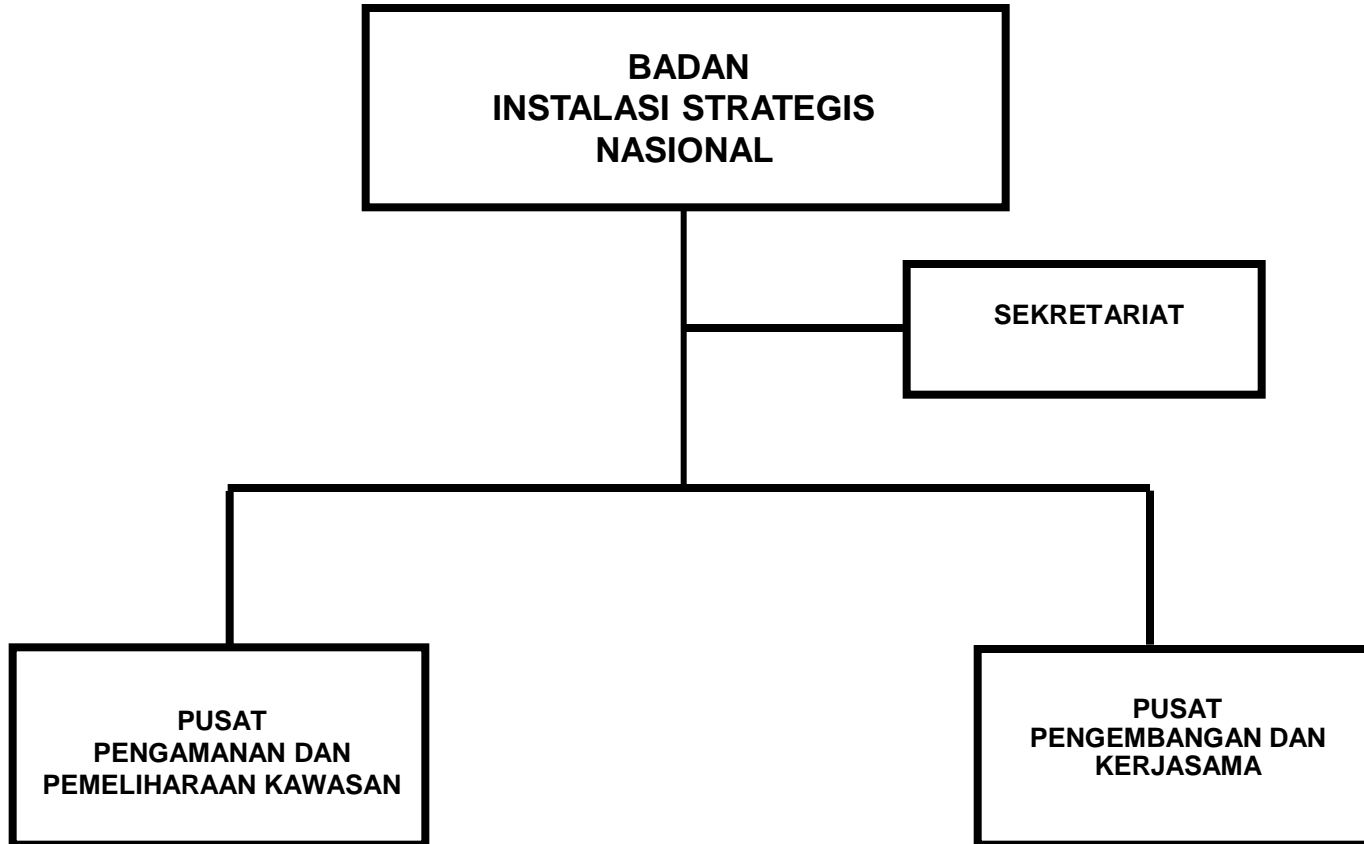 BADAN
INSTALASI STRATEGIS
NASIONAL
SEKRETARIAT
PUSAT
PENGAMANAN DAN
PEMELIHARAAN KAWASAN
PUSAT
PENGEMBANGAN DAN
KERJASAMA